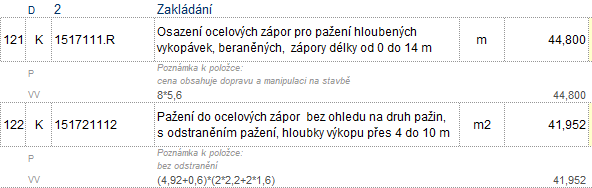 D 2 Zakládání
121 K 1517111.R Osazení ocelových zápor pro pažení hloubených vykopávek, beraněných,  zápory délky od 0 do 14 m m 44,800
P Poznámka k položce:
cena obsahuje dopravu a manipulaci na stavbě
VV 8*5,6 44,800
122 K 151721112 Pažení do ocelových zápor  bez ohledu na druh pažin, s odstraněním pažení, hloubky výkopu přes 4 do 10 m m2 41,952
P Poznámka k položce:
bez odstranění
VV (4,92+0,6)*(2*2,2+2*1,6) 41,952